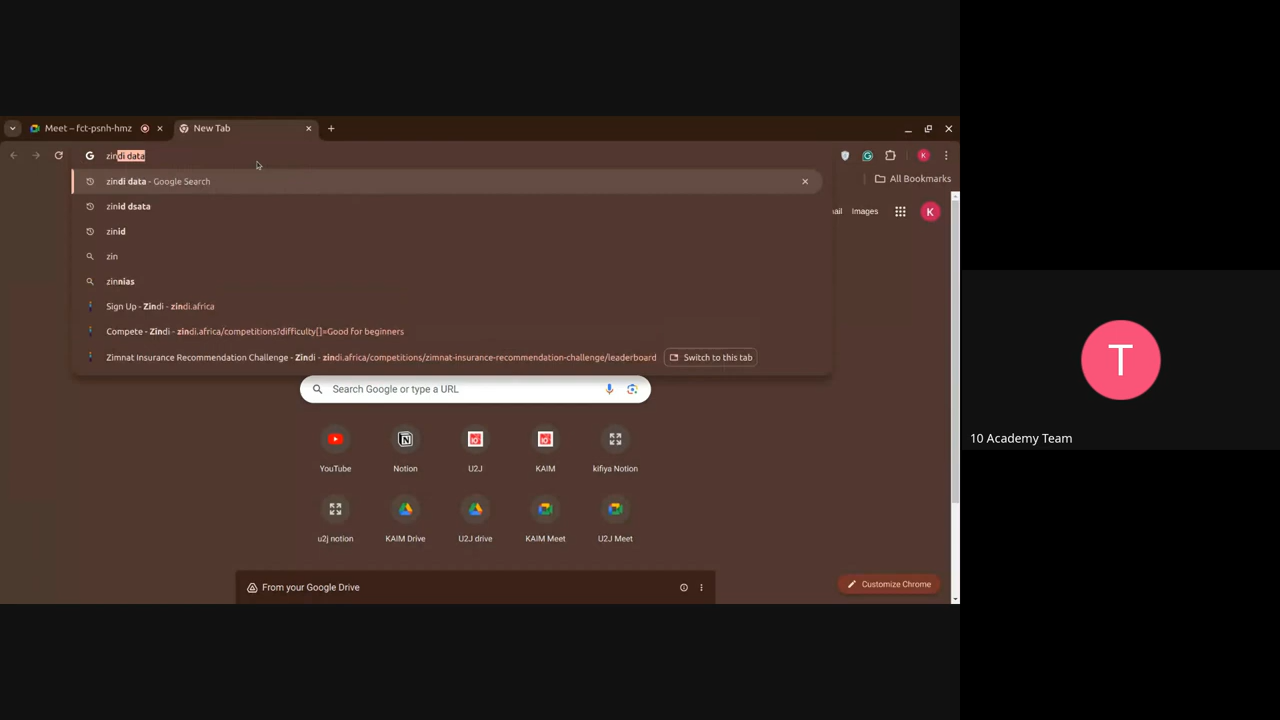 Meet – fct-psnh-hmz
New Tab
zindi data
All Bookmarks
zindi data - Google Search
zinid dsata
zinid
zin
zinnias
Sign Up - Zindi - zindi.africa
Compete - Zindi - zindi.africa/competitions?difficulty[]=Good for beginners
Zimnat Insurance Recommendation Challenge - Zindi - zindi.africa/competitions/zimnat-insurance-recommendation-challenge/leaderboard
Switch to this tab
ail
Images
K
K
G
Search Google or type a URL
YouTube
Notion
U2J
KAIM
kifiya Notion
u2j notion
KAIM Drive
U2J drive
KAIM Meet
U2J Meet
From your Google Drive
Customize Chrome
T
10 Academy Team